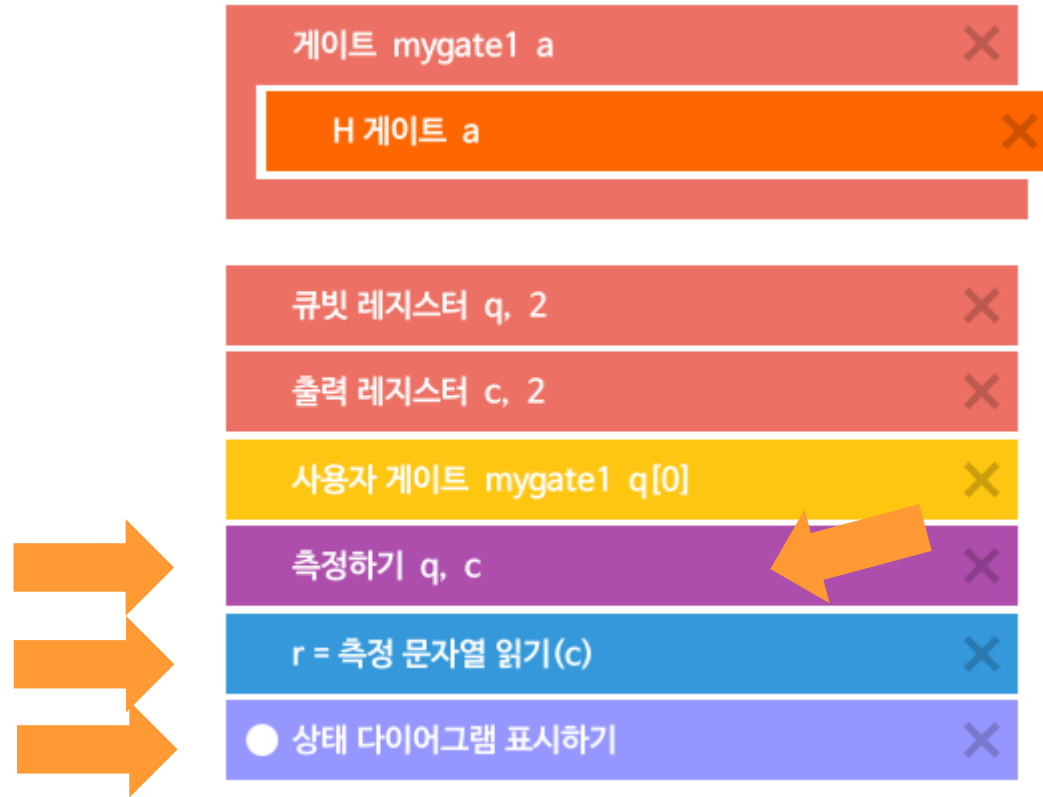 게이트 mygate1 a
H 게이트 a
큐빗 레지스터 q, 2
출력 레지스터 c, 2
사용자 게이트 mygate1 q[0]
측정하기 q, c
r = 측정 문자열 읽기(c)
상태 다이어그램 표시하기